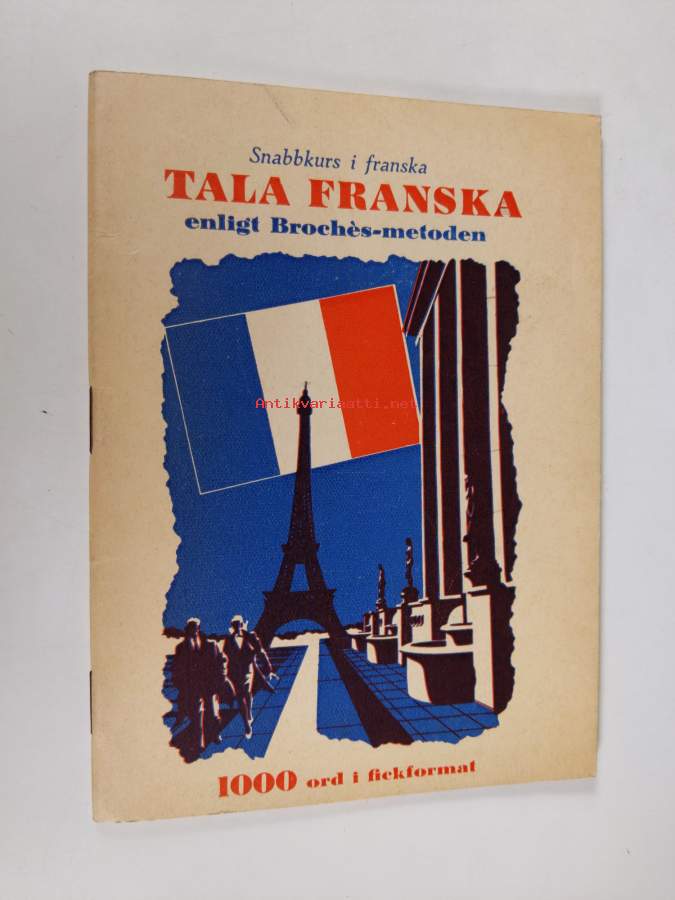 Snabbkurs i franska
TALA FRANSKA
enligt Brochès-metoden
Antikvariaatti.net
1000 ord i fickformat